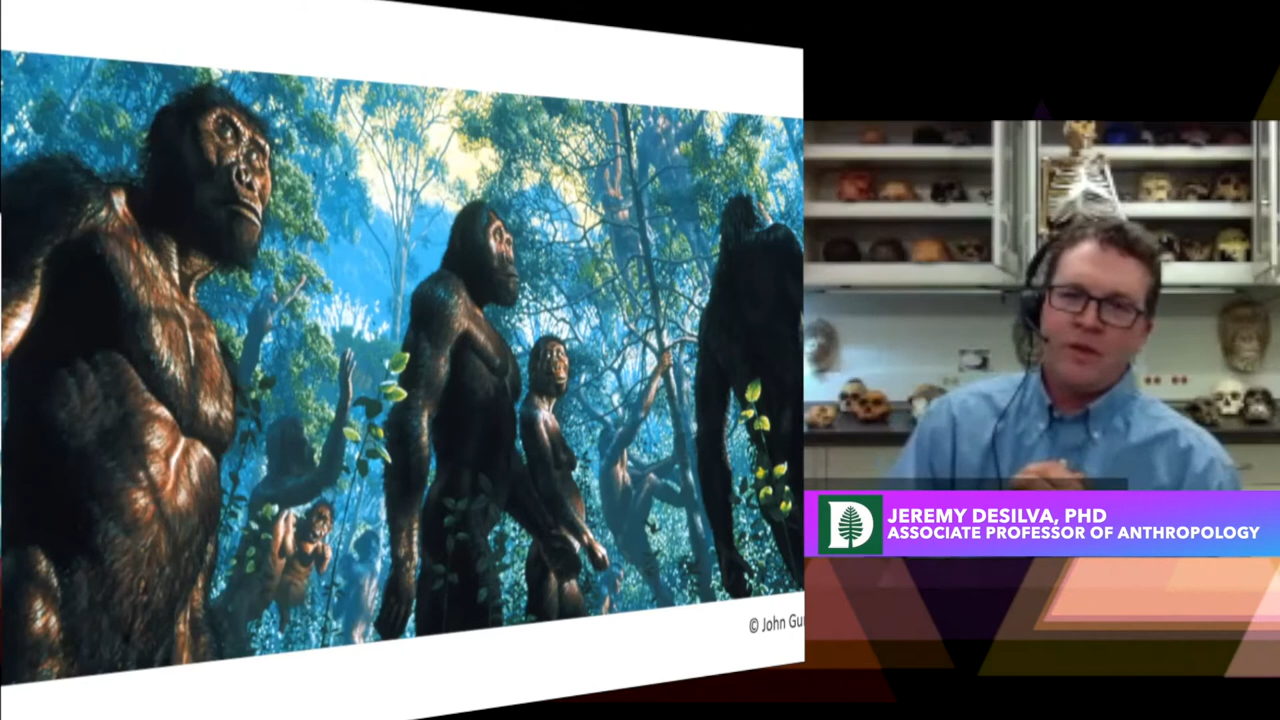 © John Gu
D
JEREMY DESILVA, PHD
ASSOCIATE PROFESSOR OF ANTHROPOLOGY